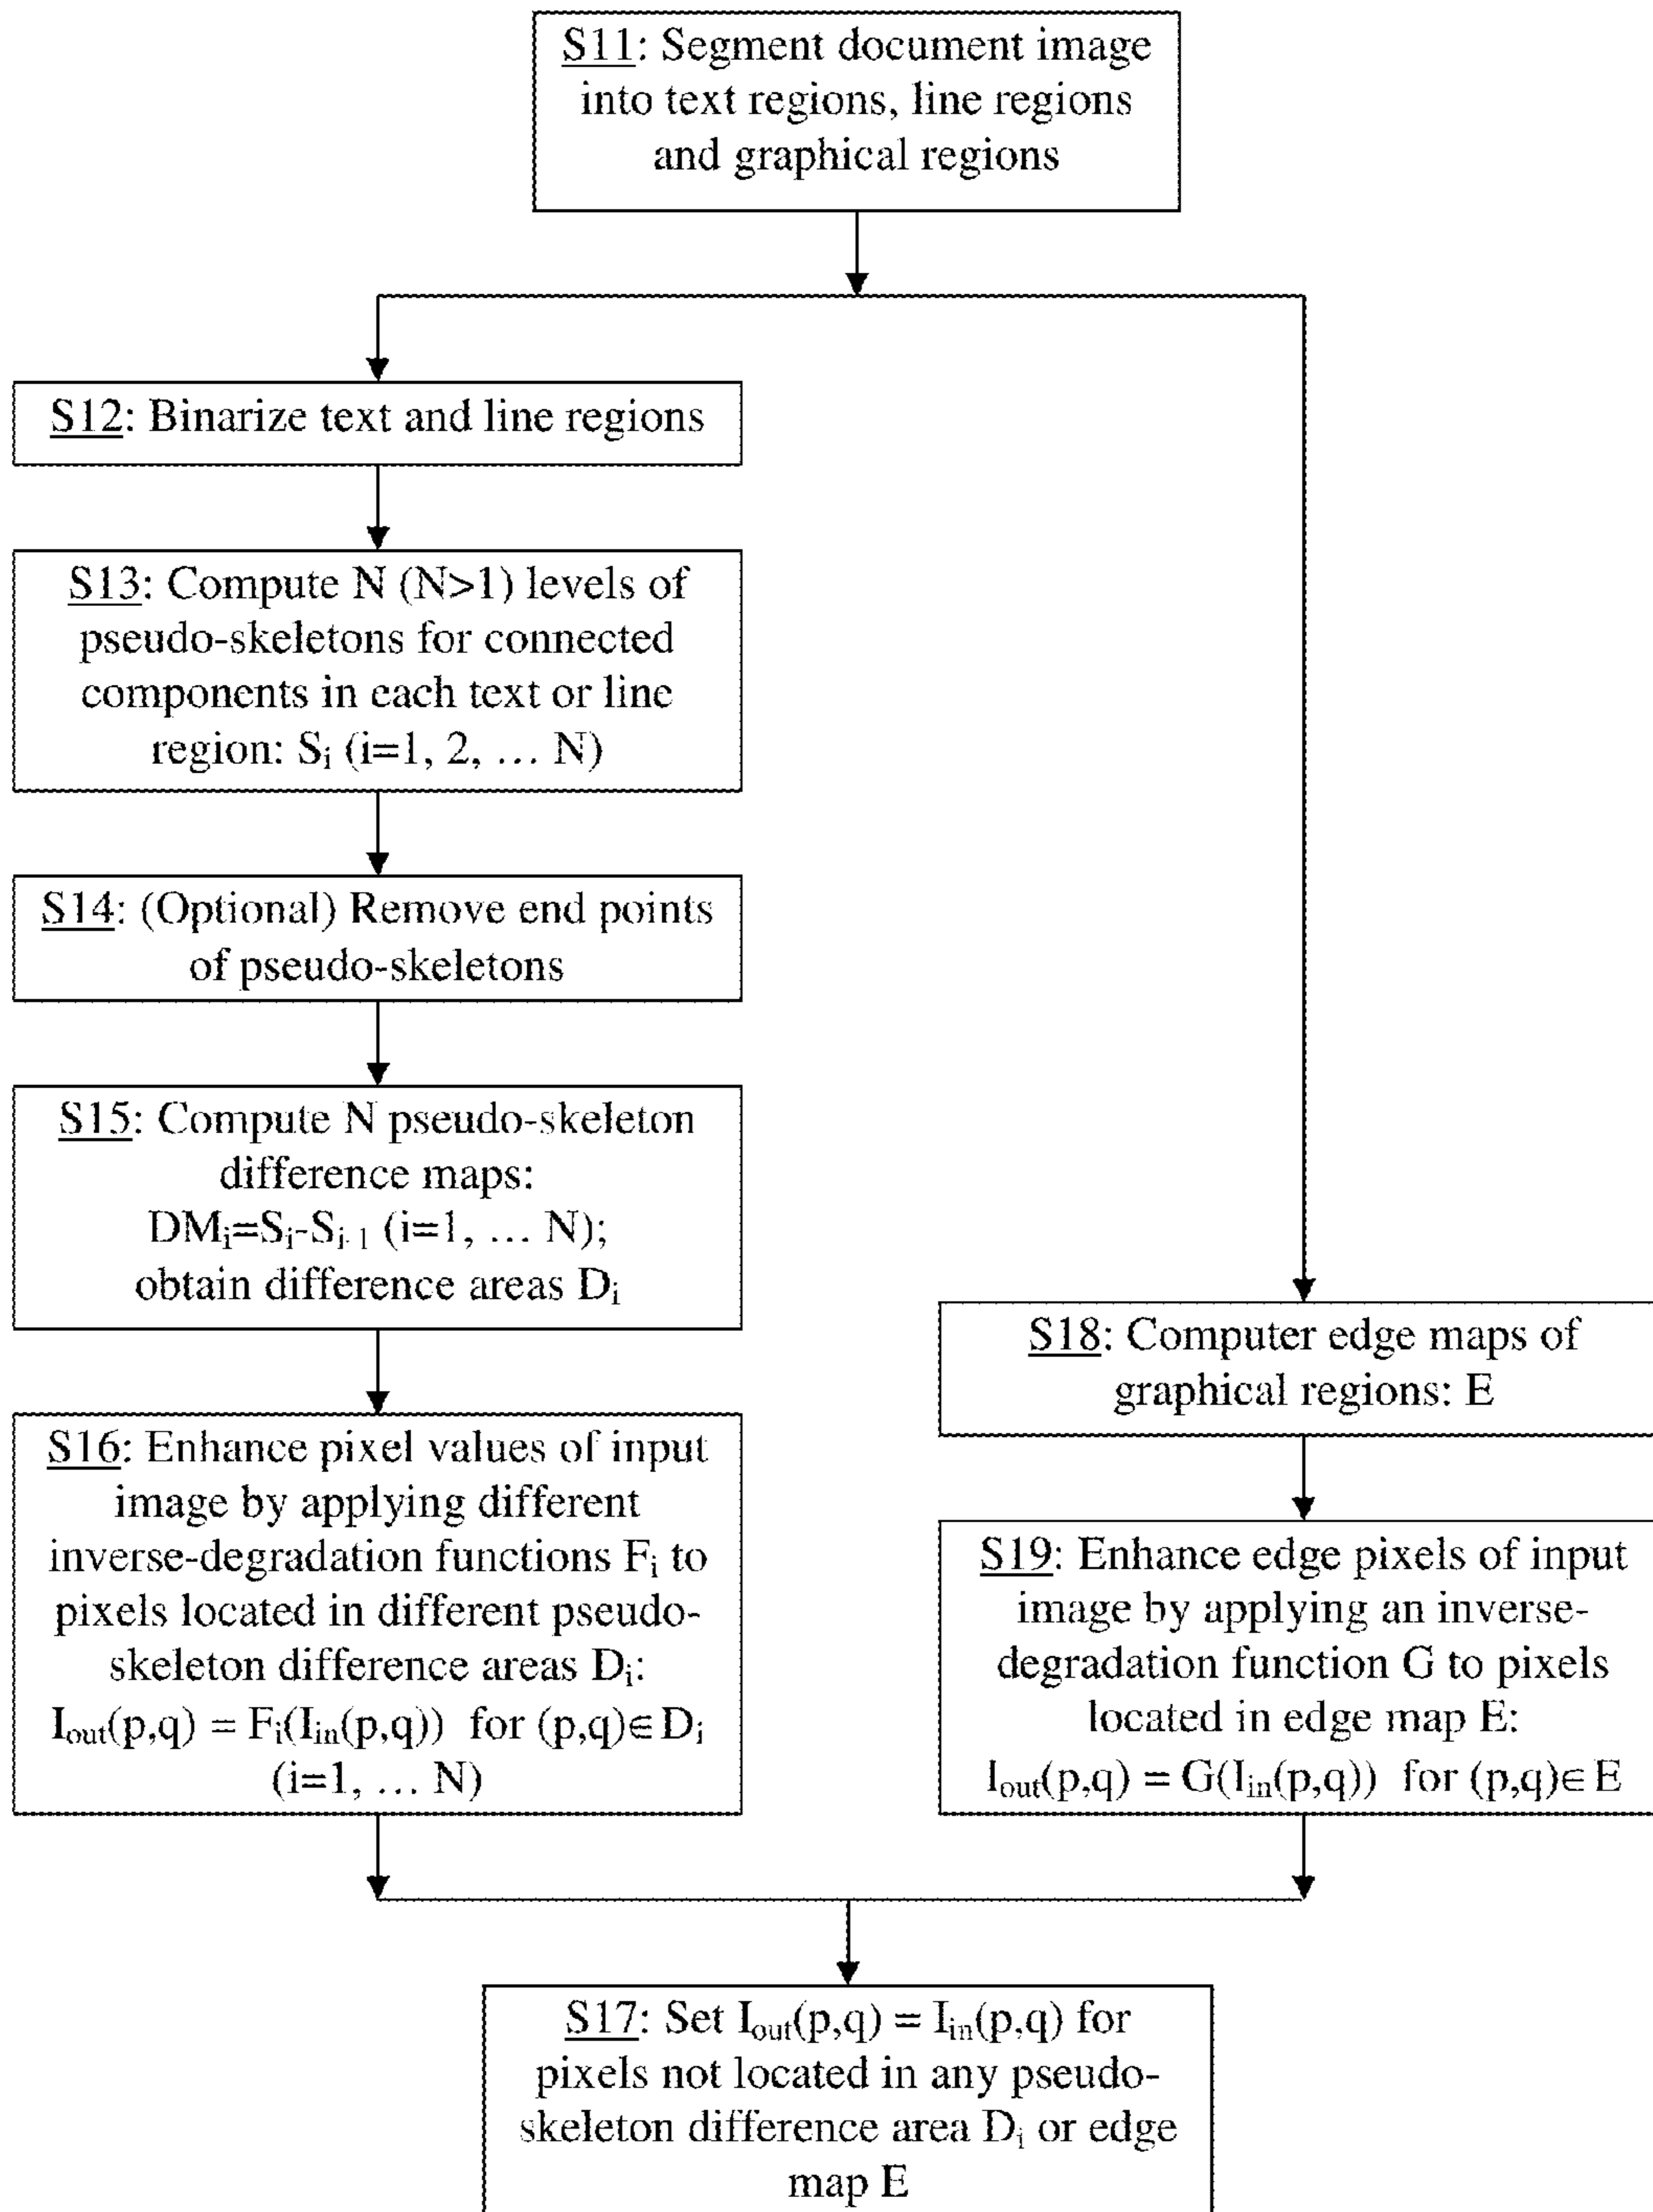 S11: Segment document image
into text regions, line regions
and graphical regions
S12: Binarize text and line regions
S13: Compute N (N>1) levels of
pseudo-skeletons for connected
components in each text or line
region: Sᵢ (i=1, 2, … N)
S14: (Optional) Remove end points
of pseudo-skeletons
S15: Compute N pseudo-skeleton
difference maps:
DMᵢ=Sᵢ-Sᵢ₋₁ (i=1, … N);
obtain difference areas Dᵢ
S16: Enhance pixel values of input
image by applying different
inverse-degradation functions Fᵢ to
pixels located in different pseudo-
skeleton difference areas Dᵢ:
Iout(p,q) = Fᵢ(Iin(p,q)) for (p,q)∈Dᵢ
(i=1, … N)
S18: Computer edge maps of
graphical regions: E
S19: Enhance edge pixels of input
image by applying an inverse-
degradation function G to pixels
located in edge map E:
Iout(p,q) = G(Iin(p,q)) for (p,q)∈E
S17: Set Iout(p,q) = Iin(p,q) for
pixels not located in any pseudo-
skeleton difference area Dᵢ or edge
map E